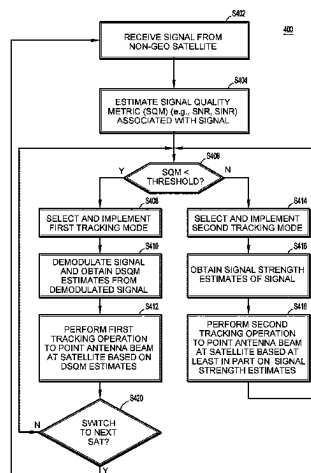 S402
400
RECEIVE SIGNAL FROM
NON-GEO SATELLITE
S404
ESTIMATE SIGNAL QUALITY
METRIC (SQM) (e.g., SNR, SINR)
ASSOCIATED WITH SIGNAL
S406
SQM <
THRESHOLD?
Y
N
S408
SELECT AND IMPLEMENT
FIRST TRACKING MODE
S414
SELECT AND IMPLEMENT
SECOND TRACKING MODE
S410
DEMODULATE SIGNAL
AND OBTAIN DSQM
ESTIMATES FROM
DEMODULATED SIGNAL
S416
OBTAIN SIGNAL STRENGTH
ESTIMATES OF SIGNAL
S412
PERFORM FIRST
TRACKING OPERATION
TO POINT ANTENNA BEAM
AT SATELLITE BASED ON
DSQM ESTIMATES
S418
PERFORM SECOND
TRACKING OPERATION
TO POINT ANTENNA BEAM
AT SATELLITE BASED AT
LEAST IN PART ON SIGNAL
STRENGTH ESTIMATES
S420
N
SWITCH
TO NEXT
SAT?
Y